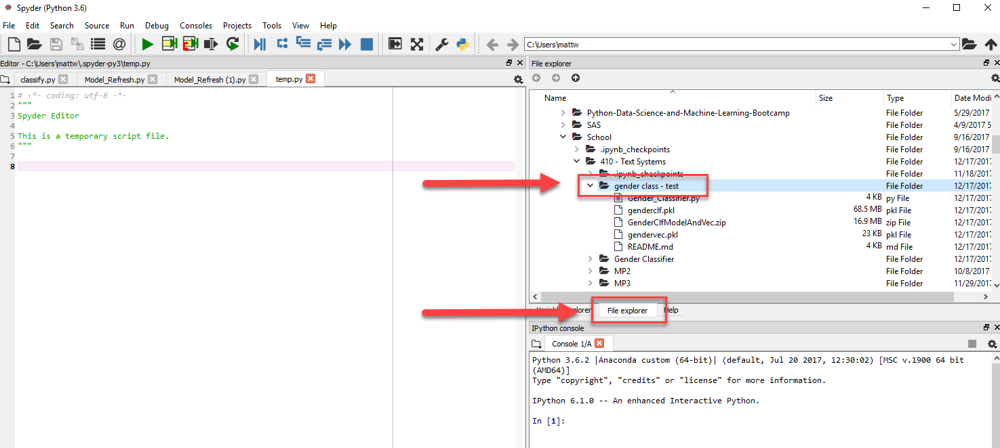 Spyder (Python 3.6)
File Edit Search Source Run Debug Consoles Projects Tools View Help
C:\Users\mattw
Editor - C:\Users\mattw\.spyder-py3\temp.py
classify.py Model_Refresh.py Model_Refresh (1).py temp.py
1 # -*- coding: utf-8 -*-
2 """
3 Spyder Editor
4
5 This is a temporary script file.
6 """
7
8
File explorer
Name Size Type Date Modi
Python-Data-Science-and-Machine-Learning-Bootcamp File Folder 5/29/2017
SAS File Folder 4/9/2017 5
School File Folder 9/16/2017
.ipynb_checkpoints File Folder 9/16/2017
410 - Text Systems File Folder 12/17/2017
.ipynb_checkpoints File Folder 11/18/2017
gender class - test File Folder 12/17/2017
Gender_Classifier.py 4 KB py File 12/17/2017
genderclf.pkl 68.5 MB pkl File 12/17/2017
GenderClfModelAndVec.zip 16.9 MB zip File 12/17/2017
gendervec.pkl 23 KB pkl File 12/17/2017
README.md 4 KB md File 12/17/2017
Gender Classifier File Folder 12/17/2017
MP2 File Folder 10/8/2017
MP3 File Folder 11/29/2017
File explorer Help
IPython console
Console 1/A
Python 3.6.2 |Anaconda custom (64-bit)| (default, Jul 20 2017, 12:30:02) [MSC v.1900 64 bit
(AMD64)]
Type "copyright", "credits" or "license" for more information.
IPython 6.1.0 -- An enhanced Interactive Python.
In [1]: